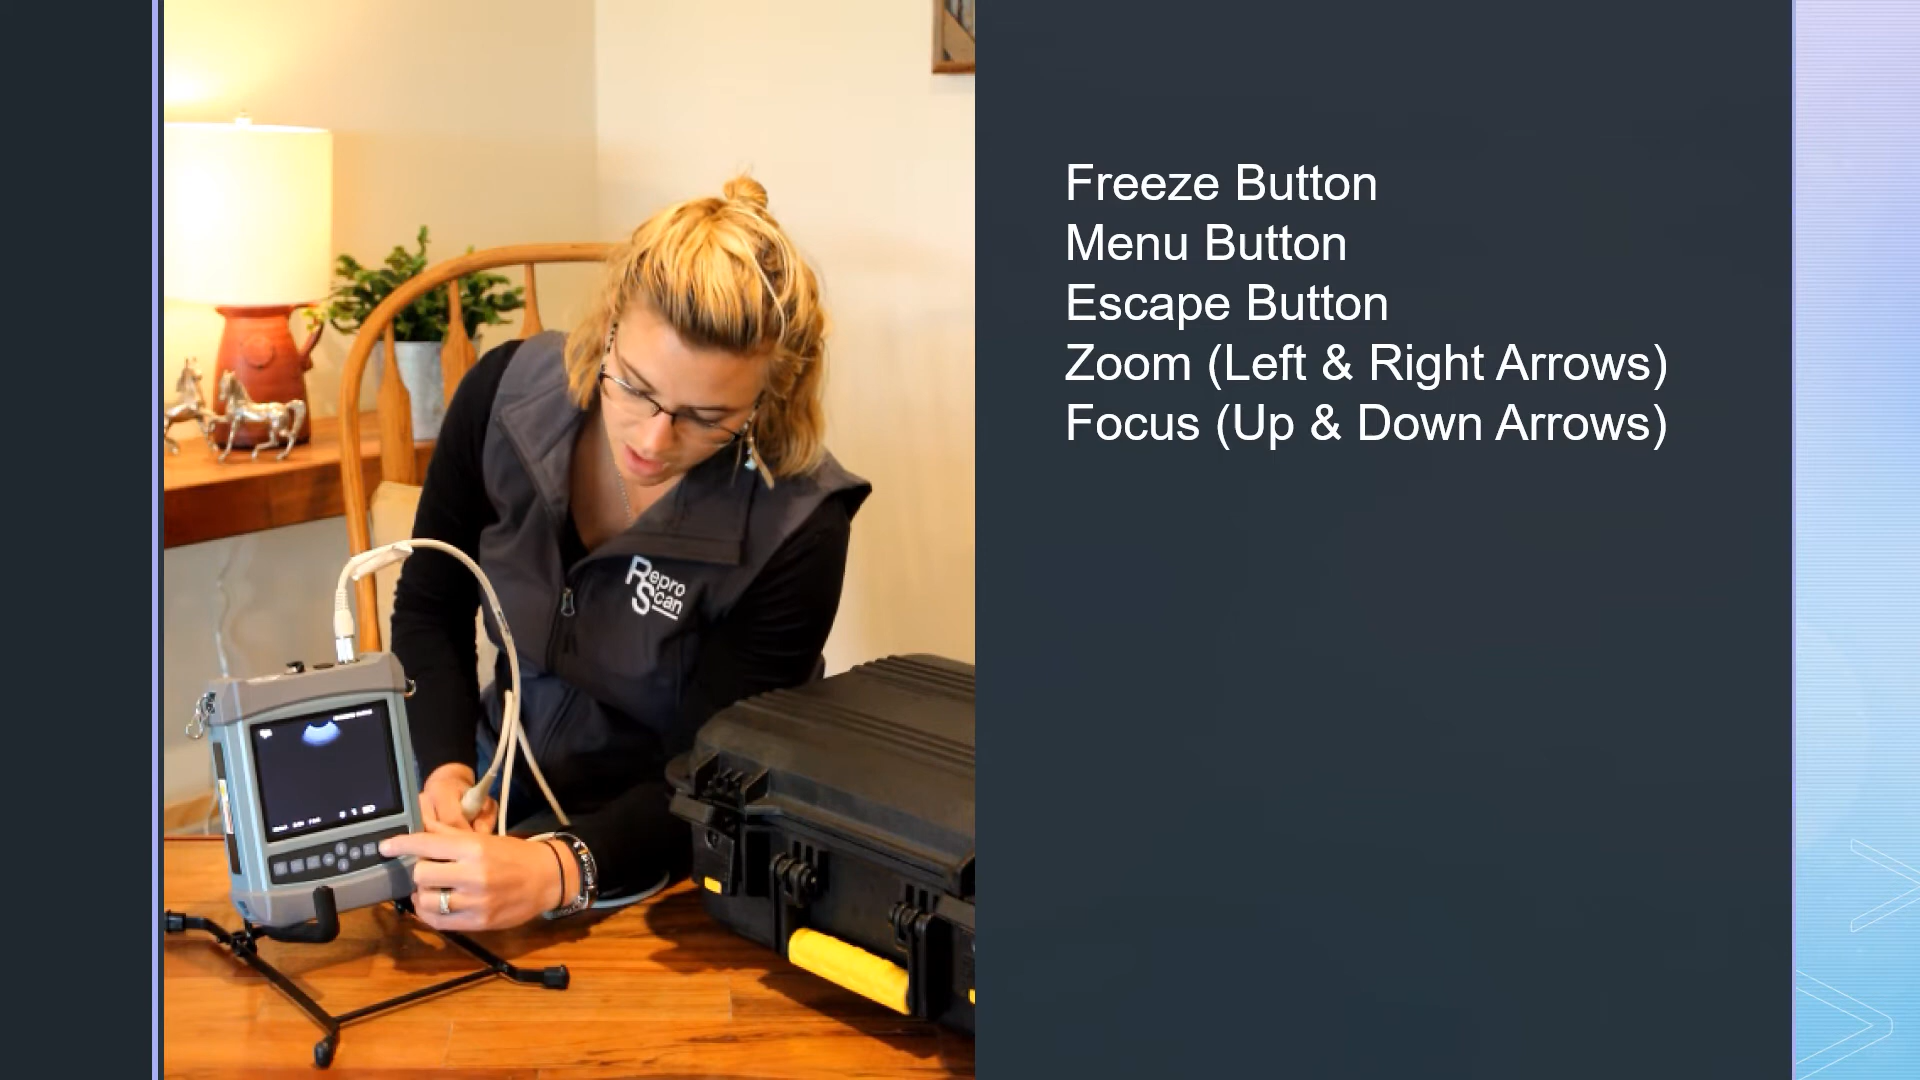 Freeze Button
Menu Button
Escape Button
Zoom (Left & Right Arrows)
Focus (Up & Down Arrows)
Repro
Scan